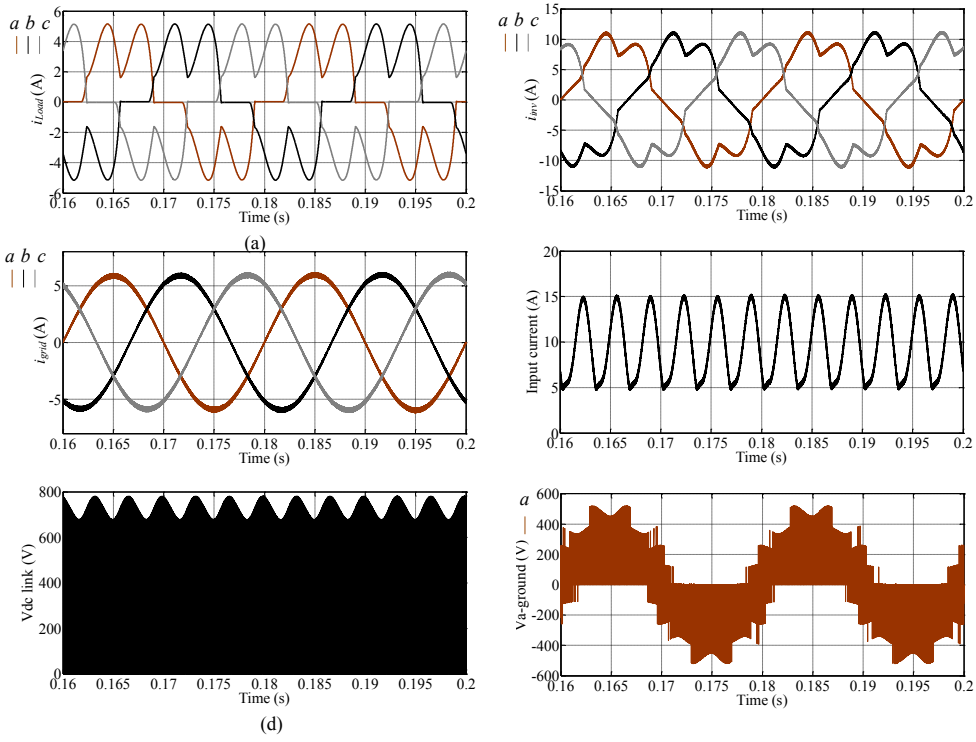 a b c
6
4
2
0
-2
-4
6
i_Load (A)
0.16 0.165 0.17 0.175 0.18 0.185 0.19 0.195 0.2
Time (s)
(a)
a b c
15
10
5
0
-5
-10
-15
i_inv (A)
0.16 0.165 0.17 0.175 0.18 0.185 0.19 0.195 0.2
Time (s)
a b c
5
0
-5
i_grid (A)
0.16 0.165 0.17 0.175 0.18 0.185 0.19 0.195 0.2
Time (s)
20
15
10
5
0
Input current (A)
0.16 0.165 0.17 0.175 0.18 0.185 0.19 0.195 0.2
Time (s)
800
600
400
200
0
Vdc link (V)
0.16 0.165 0.17 0.175 0.18 0.185 0.19 0.195 0.2
Time (s)
(d)
a
600
400
200
0
-200
-400
-600
Va-ground (V)
0.16 0.165 0.17 0.175 0.18 0.185 0.19 0.195 0.2
Time (s)